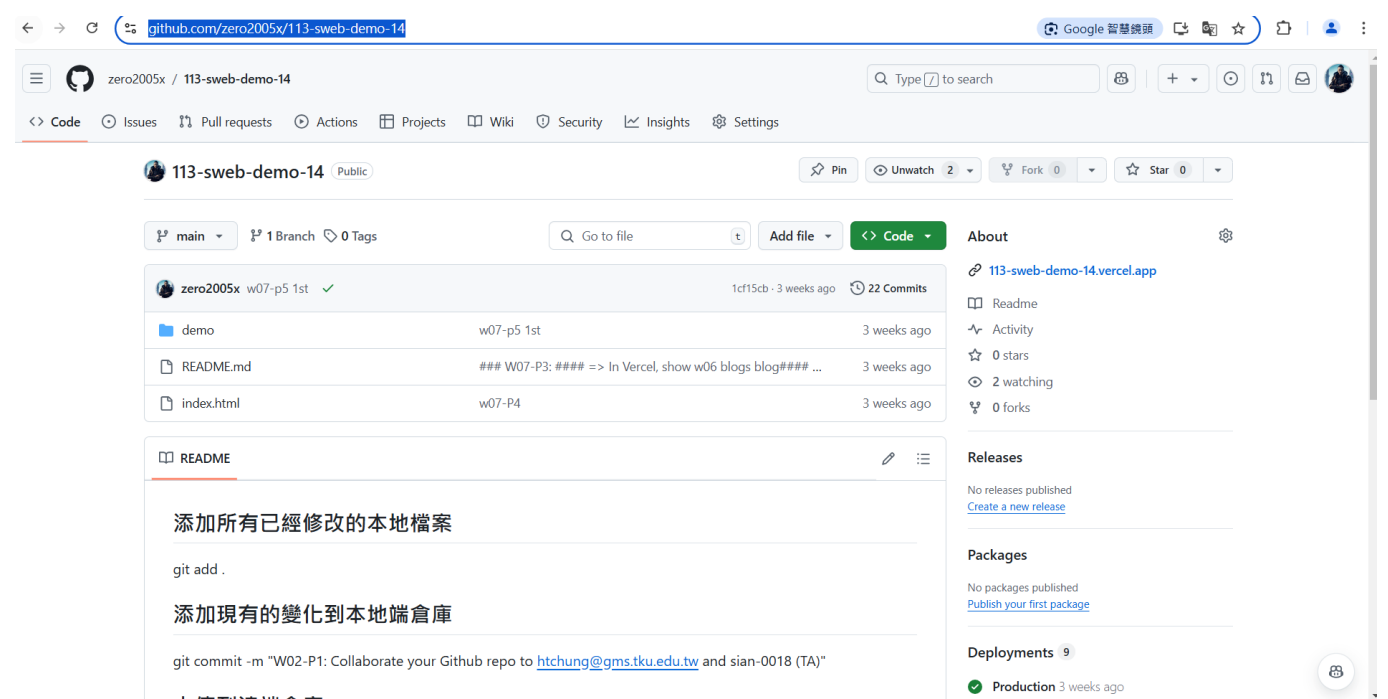 github.com/zero2005x/113-sweb-demo-14
Google 智慧鏡頭
zero2005x / 113-sweb-demo-14
Type / to search
Code Issues Pull requests Actions Projects Wiki Security Insights Settings
113-sweb-demo-14 Public
Pin Unwatch 2 Fork 0 Star 0
main 1 Branch 0 Tags Go to file t Add file Code
zero2005x w07-p5 1st 1cf15cb · 3 weeks ago 22 Commits
demo w07-p5 1st 3 weeks ago
README.md ### W07-P3: #### => In Vercel, show w06 blogs blog#### ... 3 weeks ago
index.html w07-P4 3 weeks ago
README
添加所有已經修改的本地檔案
git add .
添加現有的變化到本地端倉庫
git commit -m "W02-P1: Collaborate your Github repo to htchung@gms.tku.edu.tw and sian-0018 (TA)"
About
113-sweb-demo-14.vercel.app
Readme
Activity
0 stars
2 watching
0 forks
Releases
No releases published
Create a new release
Packages
No packages published
Publish your first package
Deployments 9
Production 3 weeks ago